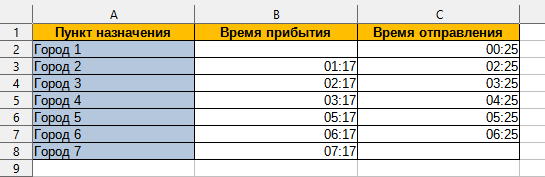 A B C
1 Пункт назначения Время прибытия Время отправления
2 Город 1 00:25
3 Город 2 01:17 02:25
4 Город 3 02:17 03:25
5 Город 4 03:17 04:25
6 Город 5 05:17 05:25
7 Город 6 06:17 06:25
8 Город 7 07:17
9